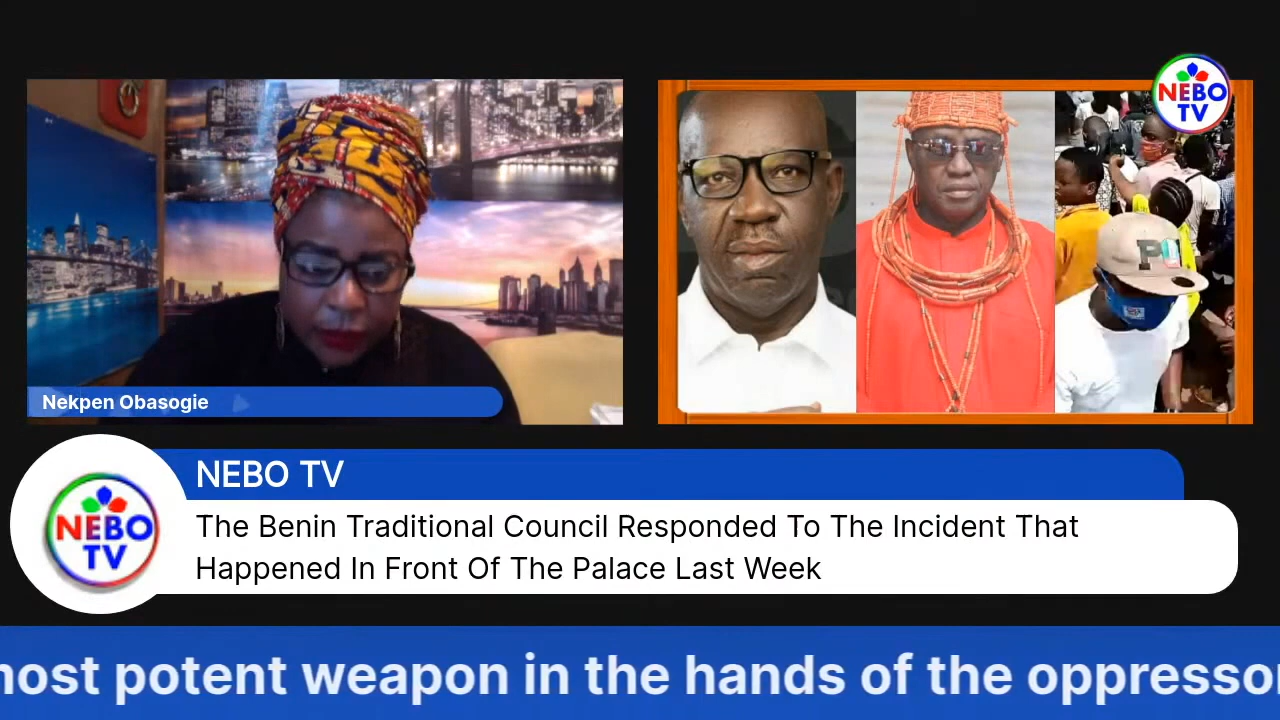 NEBO
TV
Nekpen Obasogie
NEBO TV
NEBO
TV
The Benin Traditional Council Responded To The Incident That
Happened In Front Of The Palace Last Week
most potent weapon in the hands of the oppressor